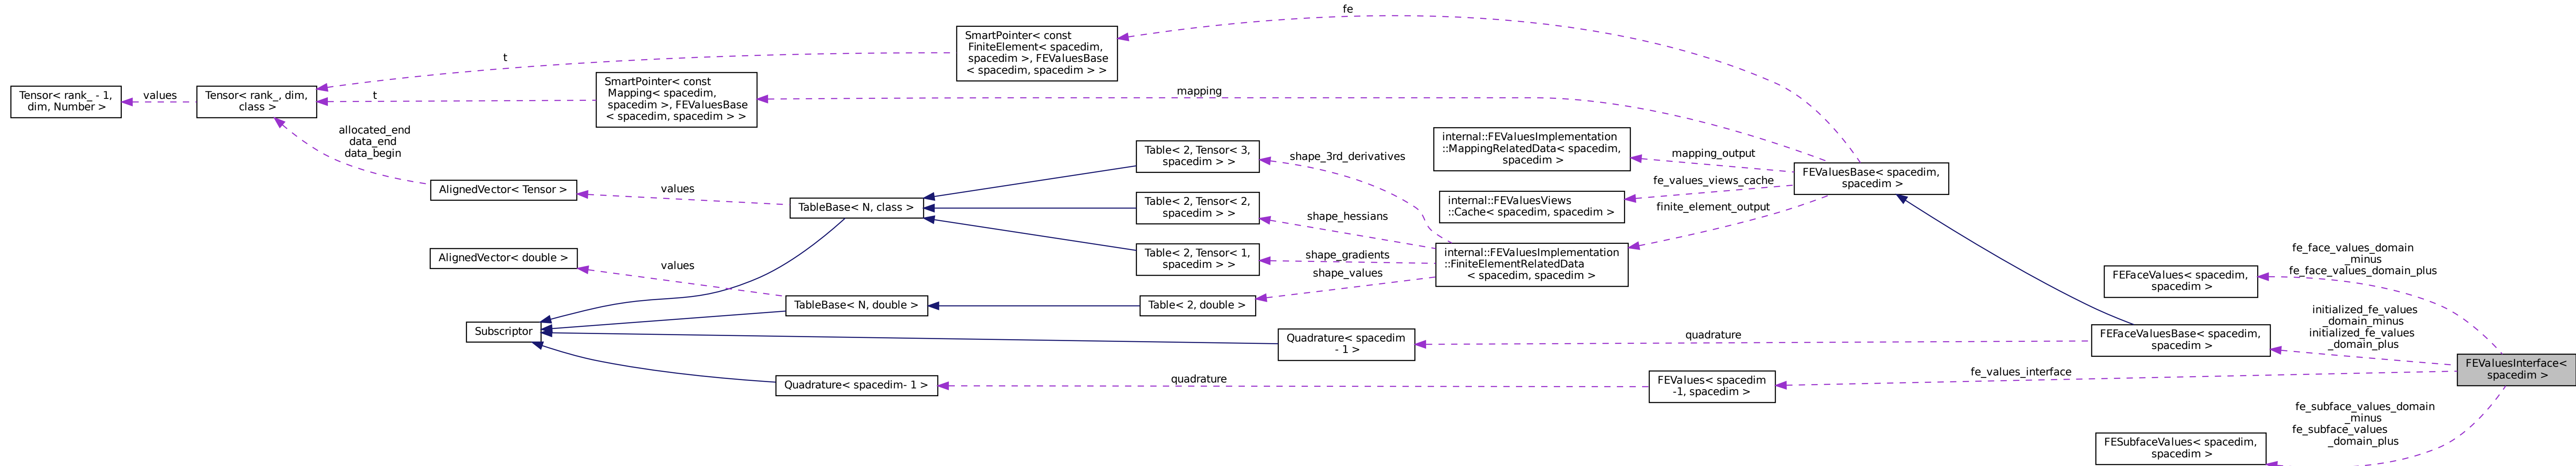 Tensor< rank_ - 1,
dim, Number >
values
Tensor< rank_, dim,
class >
t
t
allocated_end
data_end
data_begin
SmartPointer< const
Mapping< spacedim,
spacedim >, FEValuesBase
< spacedim, spacedim > >
SmartPointer< const
FiniteElement< spacedim,
spacedim >, FEValuesBase
< spacedim, spacedim > >
fe
mapping
AlignedVector< Tensor >
values
AlignedVector< double >
values
Subscriptor
TableBase< N, class >
TableBase< N, double >
Quadrature< spacedim- 1 >
Table< 2, Tensor< 3,
spacedim > >
Table< 2, Tensor< 2,
spacedim > >
Table< 2, Tensor< 1,
spacedim > >
Table< 2, double >
Quadrature< spacedim
- 1 >
quadrature
shape_3rd_derivatives
shape_hessians
shape_gradients
shape_values
internal::FEValuesImplementation
::MappingRelatedData< spacedim,
spacedim >
internal::FEValuesViews
::Cache< spacedim, spacedim >
internal::FEValuesImplementation
::FiniteElementRelatedData
< spacedim, spacedim >
mapping_output
fe_values_views_cache
finite_element_output
FEValuesBase< spacedim,
spacedim >
quadrature
FEValues< spacedim
-1, spacedim >
fe_values_interface
FEFaceValues< spacedim,
spacedim >
FEFaceValuesBase< spacedim,
spacedim >
FESubfaceValues< spacedim,
spacedim >
fe_face_values_domain
_minus
fe_face_values_domain_plus
initialized_fe_values
_domain_minus
initialized_fe_values
_domain_plus
fe_subface_values_domain
_minus
fe_subface_values
_domain_plus
FEValuesInterface<
spacedim >